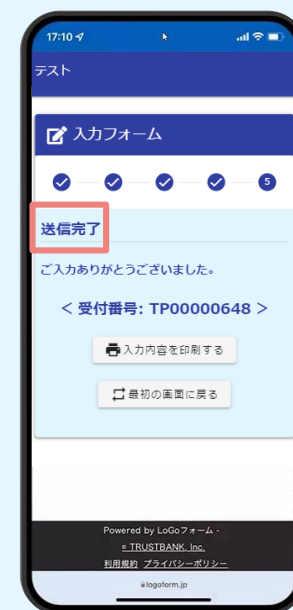 17:10
テスト
入力フォーム
5
送信完了
ご入力ありがとうございました。
< 受付番号: TP00000648 >
入力内容を印刷する
最初の画面に戻る
Powered by LoGoフォーム -
© TRUSTBANK, Inc.
利用規約 プライバシーポリシー
logoform.jp